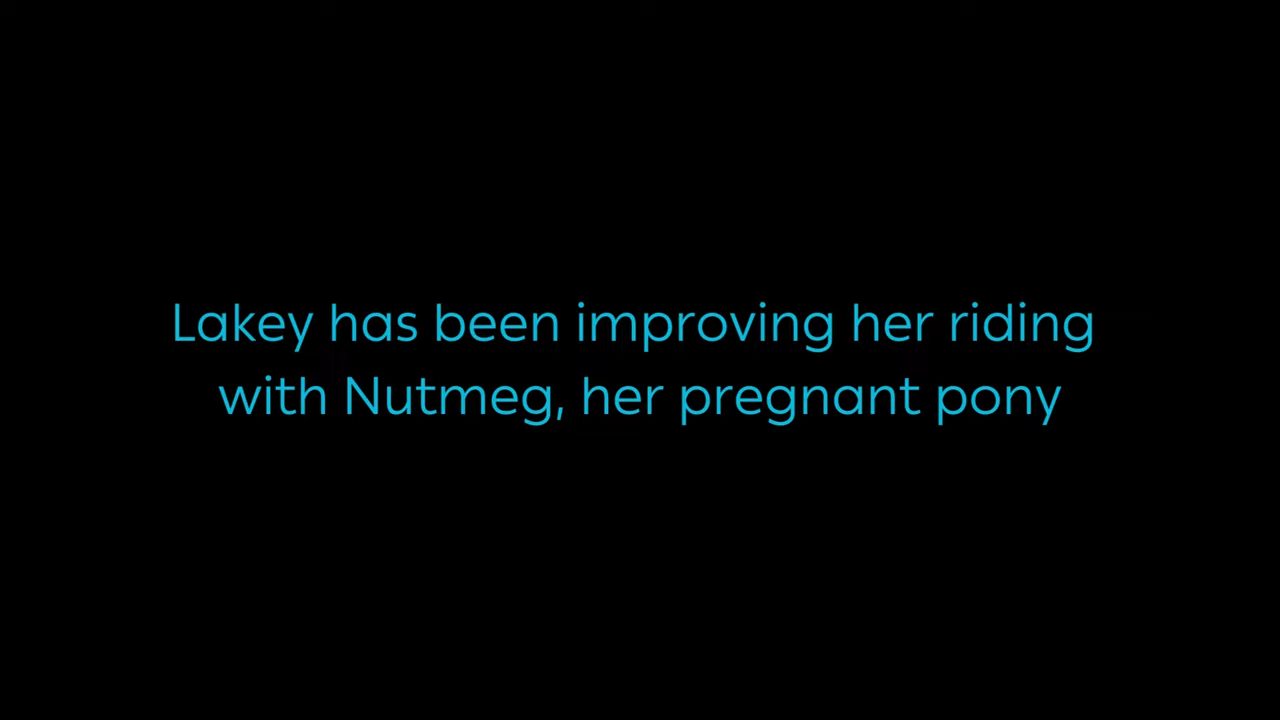 Lakey has been improving her riding
with Nutmeg, her pregnant pony